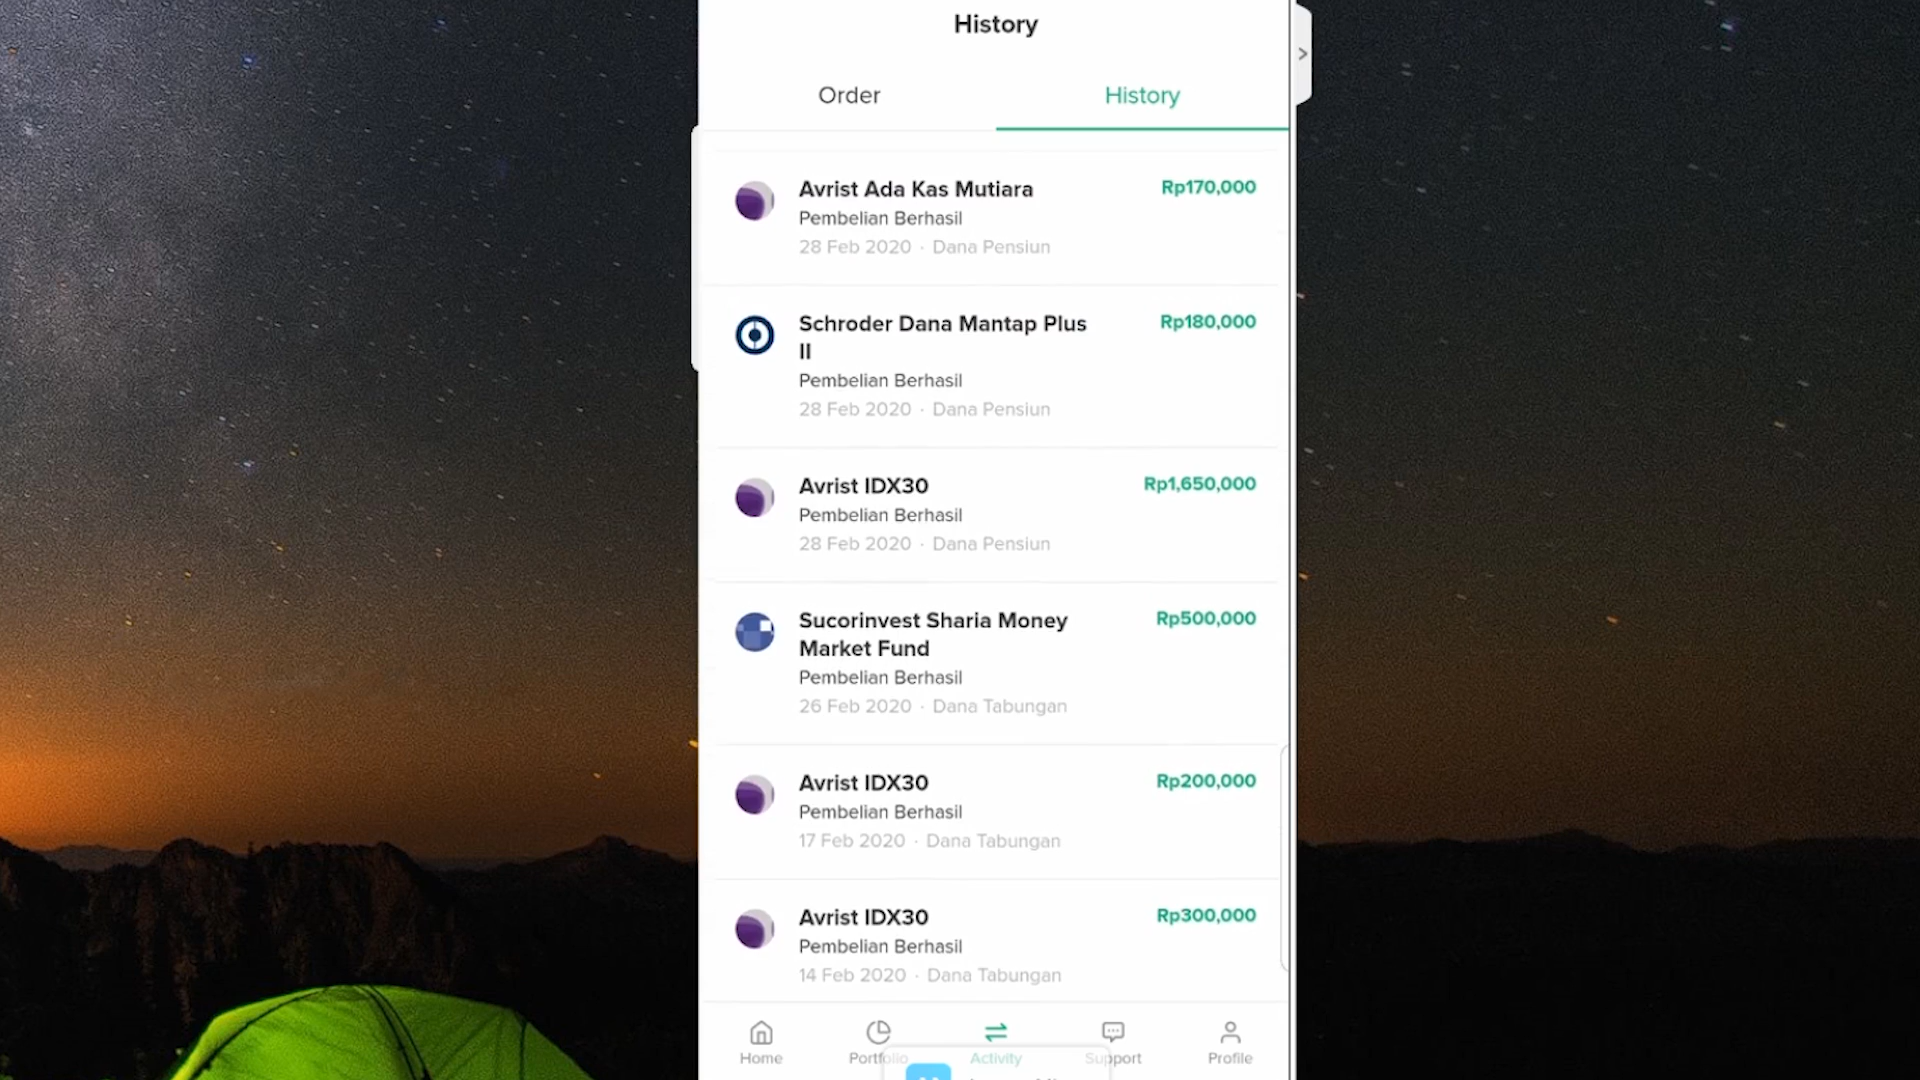 History
Order
History
Avrist Ada Kas Mutiara
Rp170,000
Pembelian Berhasil
28 Feb 2020 · Dana Pensiun
Schroder Dana Mantap Plus
II
Rp180,000
Pembelian Berhasil
28 Feb 2020 · Dana Pensiun
Avrist IDX30
Rp1,650,000
Pembelian Berhasil
28 Feb 2020 · Dana Pensiun
Sucorinvest Sharia Money
Market Fund
Rp500,000
Pembelian Berhasil
26 Feb 2020 · Dana Tabungan
Avrist IDX30
Rp200,000
Pembelian Berhasil
17 Feb 2020 · Dana Tabungan
Avrist IDX30
Rp300,000
Pembelian Berhasil
14 Feb 2020 · Dana Tabungan
Home
Portfolio
Activity
Support
Profile